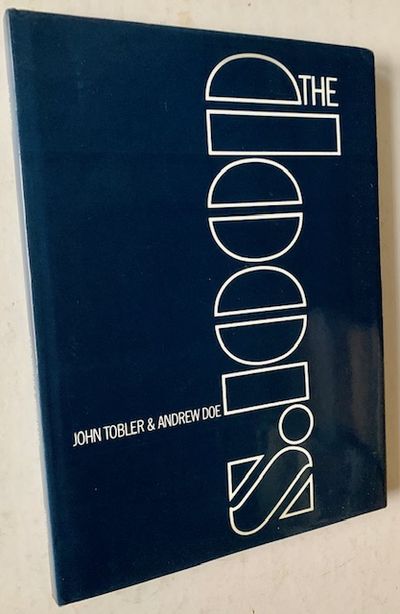 THE
doors
JOHN TOBLER & ANDREW DOE